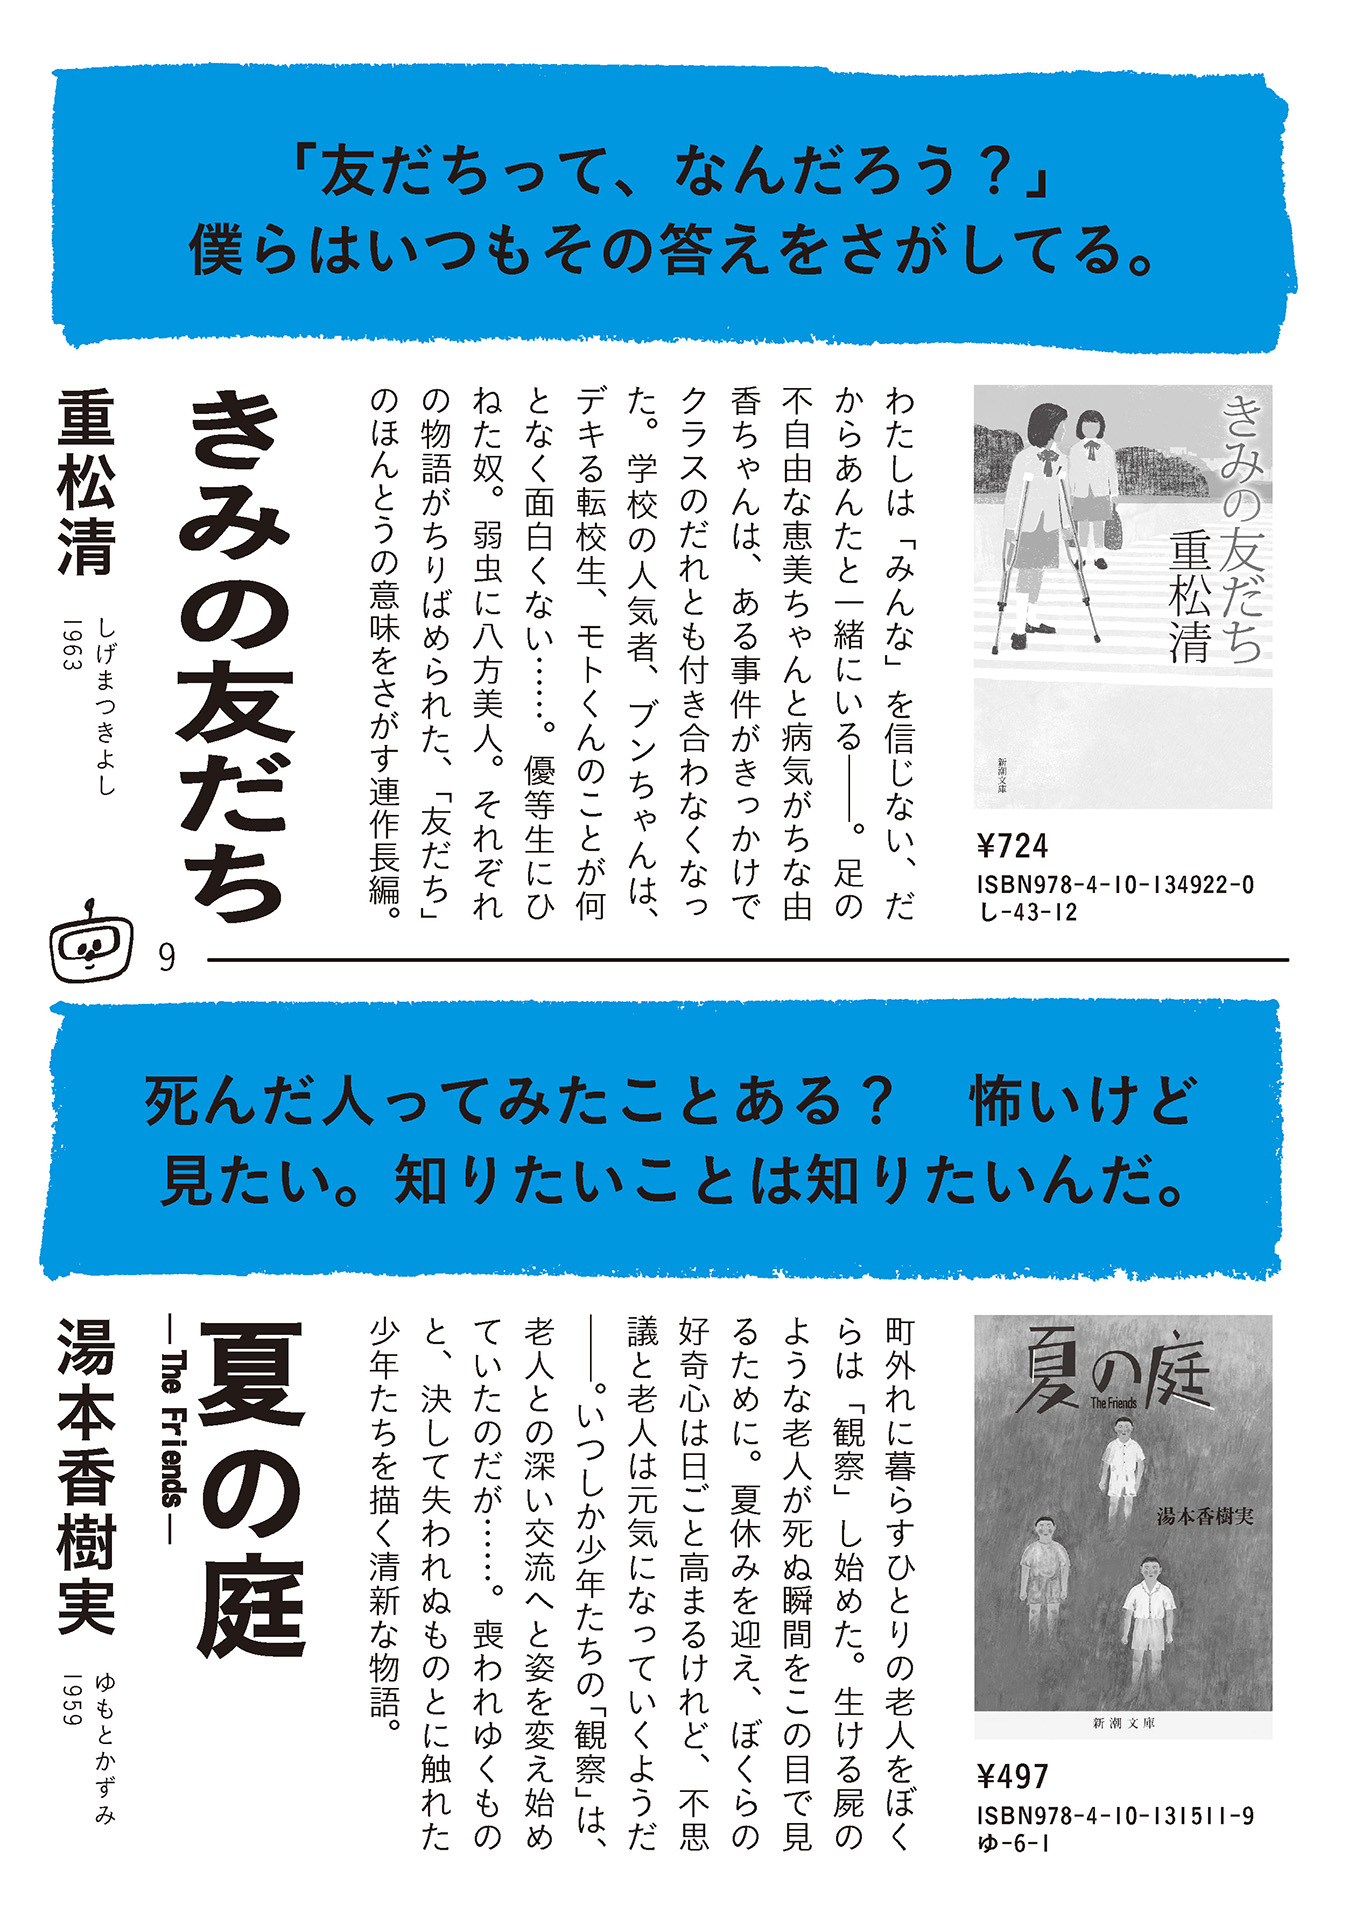 「友だちって、なんだろう？」
僕らはいつもその答えをさがしてる。
きみの友だち
重松清
新潮文庫
¥724
ISBN978-4-10-134922-0
し-43-12
わたしは「みんな」を信じない、だ
からあんたと一緒にいる――。足の
不自由な恵美ちゃんと病気がちな由
香ちゃんは、ある事件がきっかけで
クラスのだれとも付き合わなくなっ
た。学校の人気者、ブンちゃんは、
デキる転校生、モトくんのことが何
となく面白くない……。優等生にひ
ねた奴。弱虫に八方美人。それぞれ
の物語がちりばめられた、「友だち」
のほんとうの意味をさがす連作長編。
きみの友だち
重松清
しげまつきよし
1963
9
死んだ人ってみたことある？　怖いけど
見たい。知りたいことは知りたいんだ。
夏の庭
The Friends
湯本香樹実
新潮文庫
¥497
ISBN978-4-10-131511-9
ゆ-6-1
町外れに暮らすひとりの老人をぼく
らは「観察」し始めた。生ける屍の
ような老人が死ぬ瞬間をこの目で見
るために。夏休みを迎え、ぼくらの
好奇心は日ごと高まるけれど、不思
議と老人は元気になっていくようだ
――。いつしか少年たちの「観察」は、
老人との深い交流へと姿を変え始め
ていたのだが……。喪われゆくもの
と、決して失われぬものとに触れた
少年たちを描く清新な物語。
夏の庭
―The Friends―
湯本香樹実
ゆもとかずみ
1959